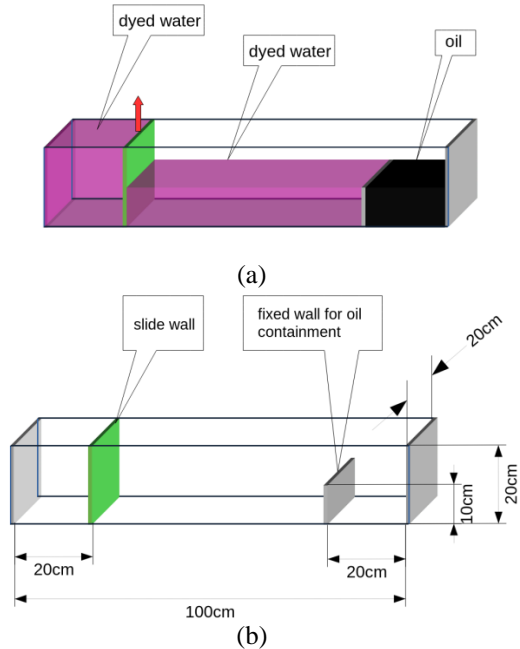 dyed water
dyed water
oil
(a)
slide wall
fixed wall for oil
containment
20cm
20cm
10cm
20cm
20cm
100cm
(b)